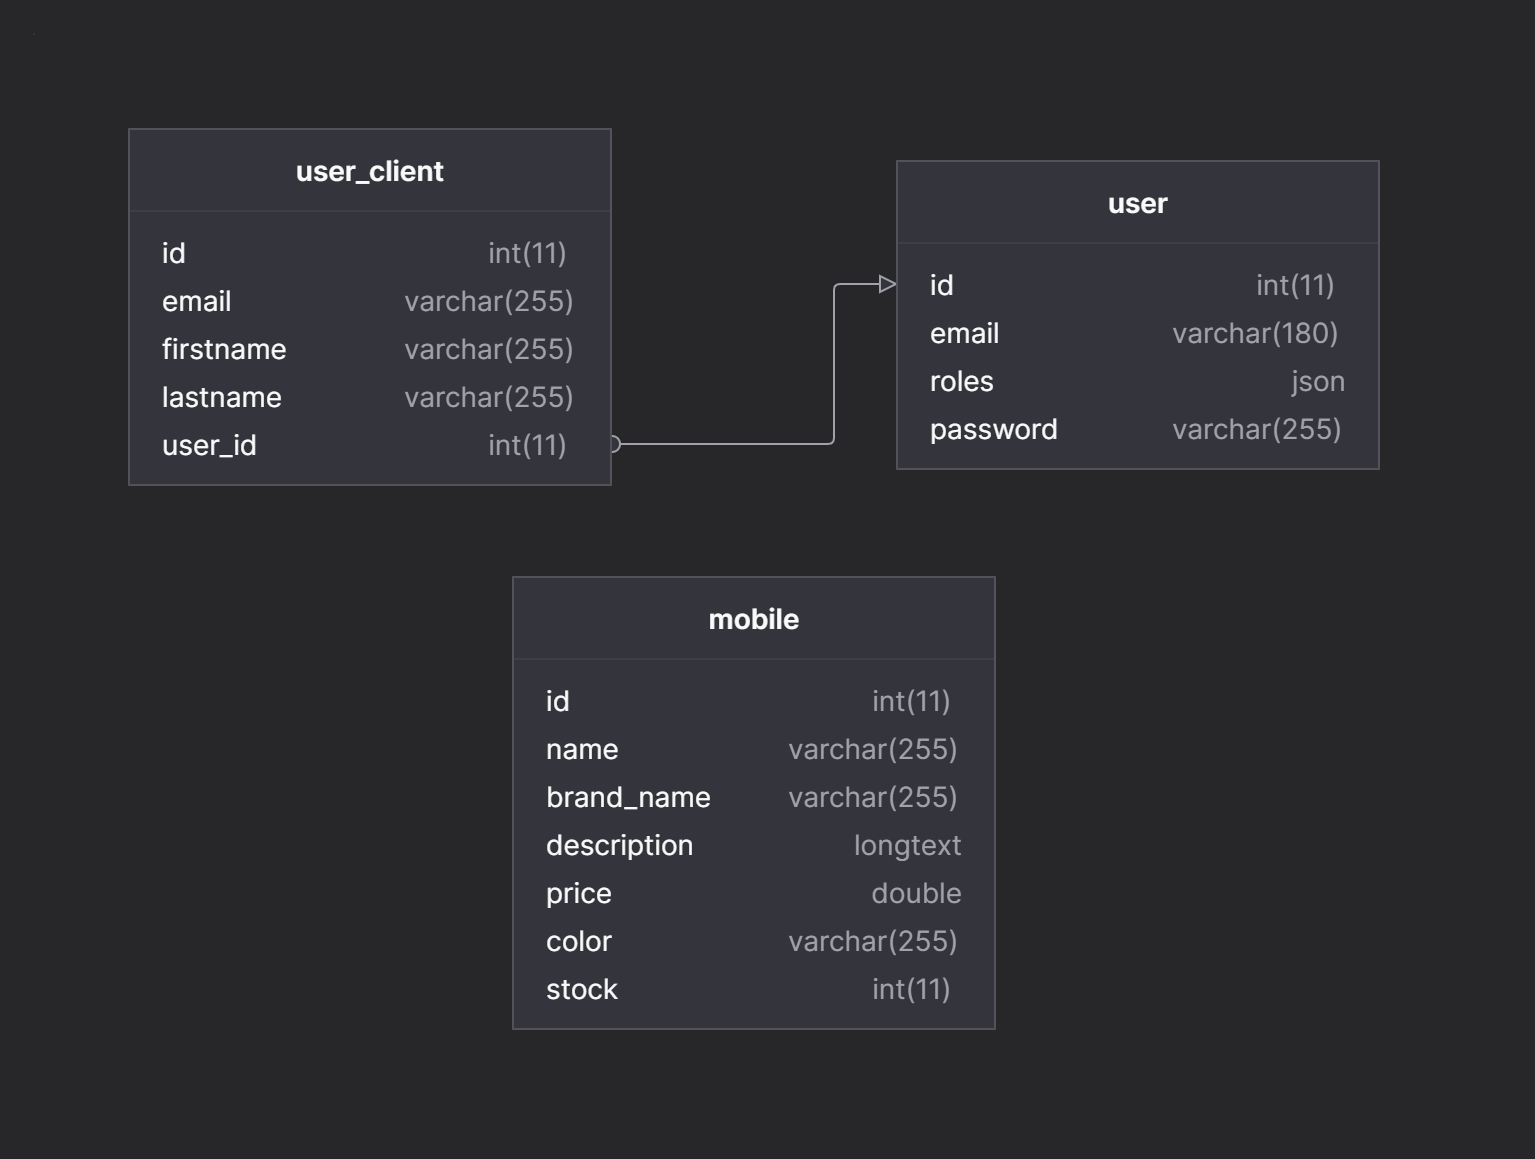 user_client
id int(11)
email varchar(255)
firstname varchar(255)
lastname varchar(255)
user_id int(11)
user
id int(11)
email varchar(180)
roles json
password varchar(255)
mobile
id int(11)
name varchar(255)
brand_name varchar(255)
description longtext
price double
color varchar(255)
stock int(11)